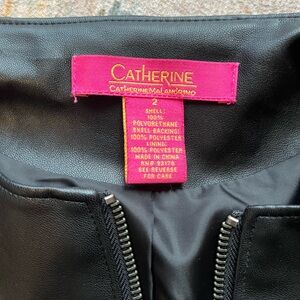 CATHERINE
CATHERINE MALANDRINO
2
SHELL:
100%
POLYURETHANE
SHELL BACKING:
100% POLYESTER
LINING:
100% POLYESTER
MADE IN CHINA
RN# 93176
SEE REVERSE
FOR CARE